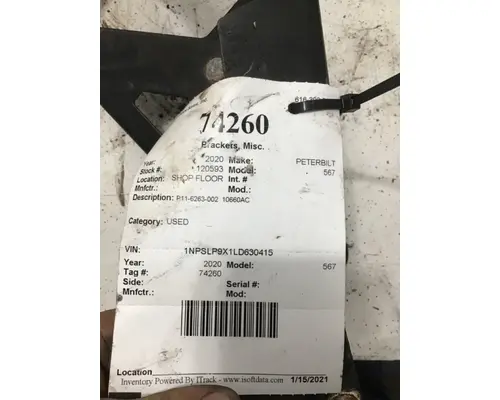 74260
Brackets, Misc.
Year: 2020 Make: PETERBILT
Stock #: 120593 Model: 567
Location: SHOP FLOOR Int. #
Mnfctr.: Mod.:
Description: R11-6263-002 10660AC
Category: USED
VIN: 1NPSLP9X1LD630415
Year: 2020 Model: 567
Tag #: 74260
Side: Serial #:
Mnfctr.: Mod:
Location
Inventory Powered By ITrack - www.isoftdata.com 1/15/2021